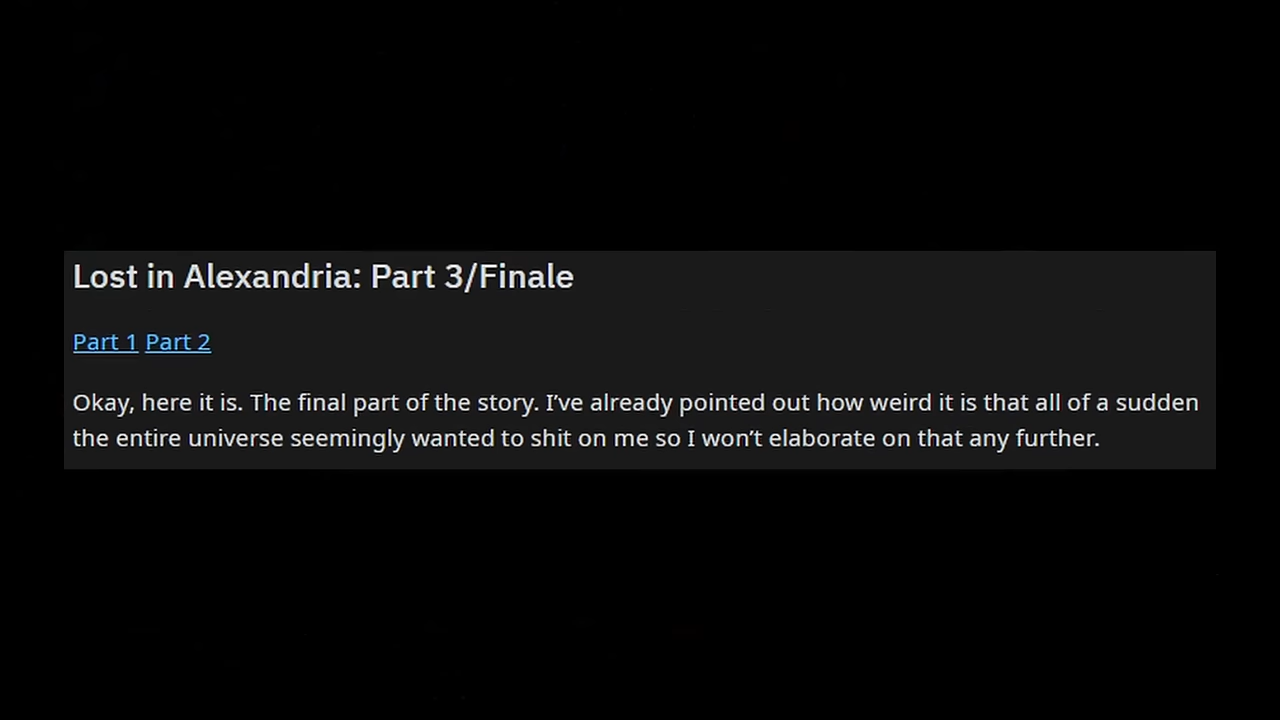 Lost in Alexandria: Part 3/Finale
Part 1 Part 2
Okay, here it is. The final part of the story. I’ve already pointed out how weird it is that all of a sudden
the entire universe seemingly wanted to shit on me so I won’t elaborate on that any further.